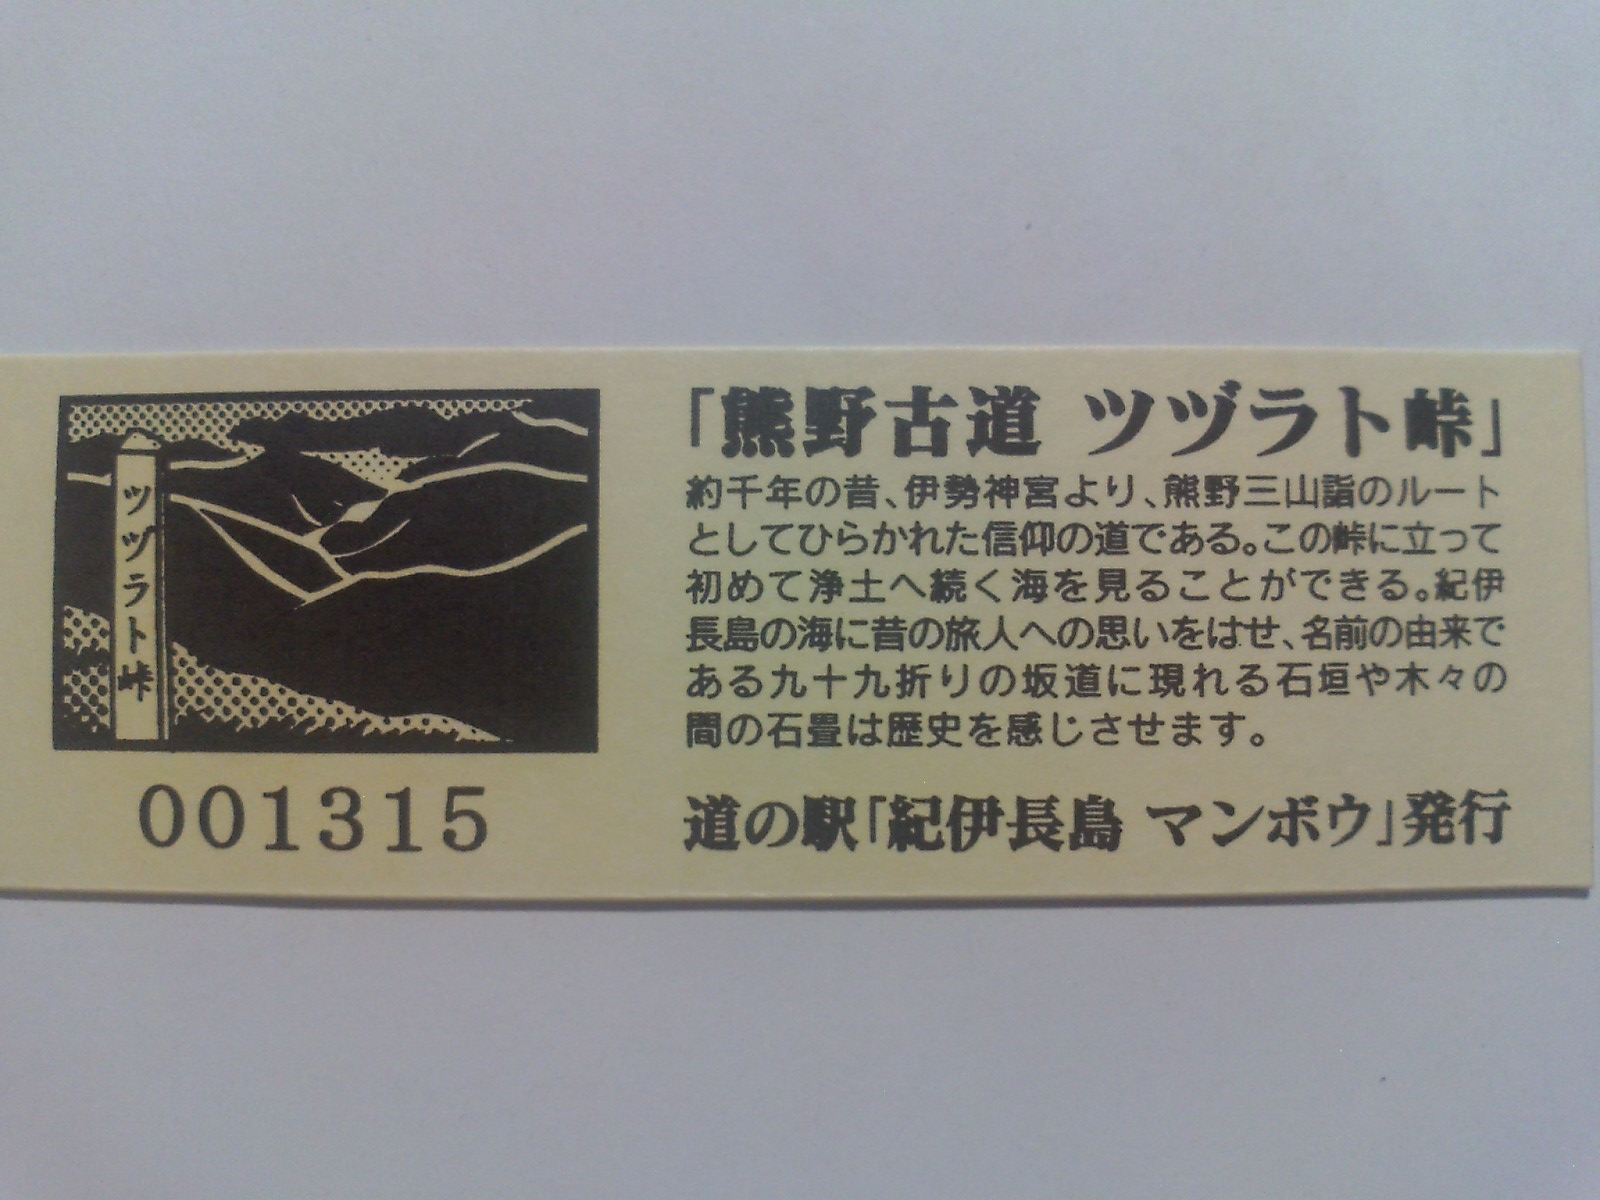 ツヅラト峠
001315
「熊野古道 ツヅラト峠」
約千年の昔、伊勢神宮より、熊野三山詣のルート
としてひらかれた信仰の道である。この峠に立って
初めて浄土へ続く海を見ることができる。紀伊
長島の海に昔の旅人への思いをはせ、名前の由来で
ある九十九折りの坂道に現れる石垣や木々の
間の石畳は歴史を感じさせます。
道の駅「紀伊長島 マンボウ」発行